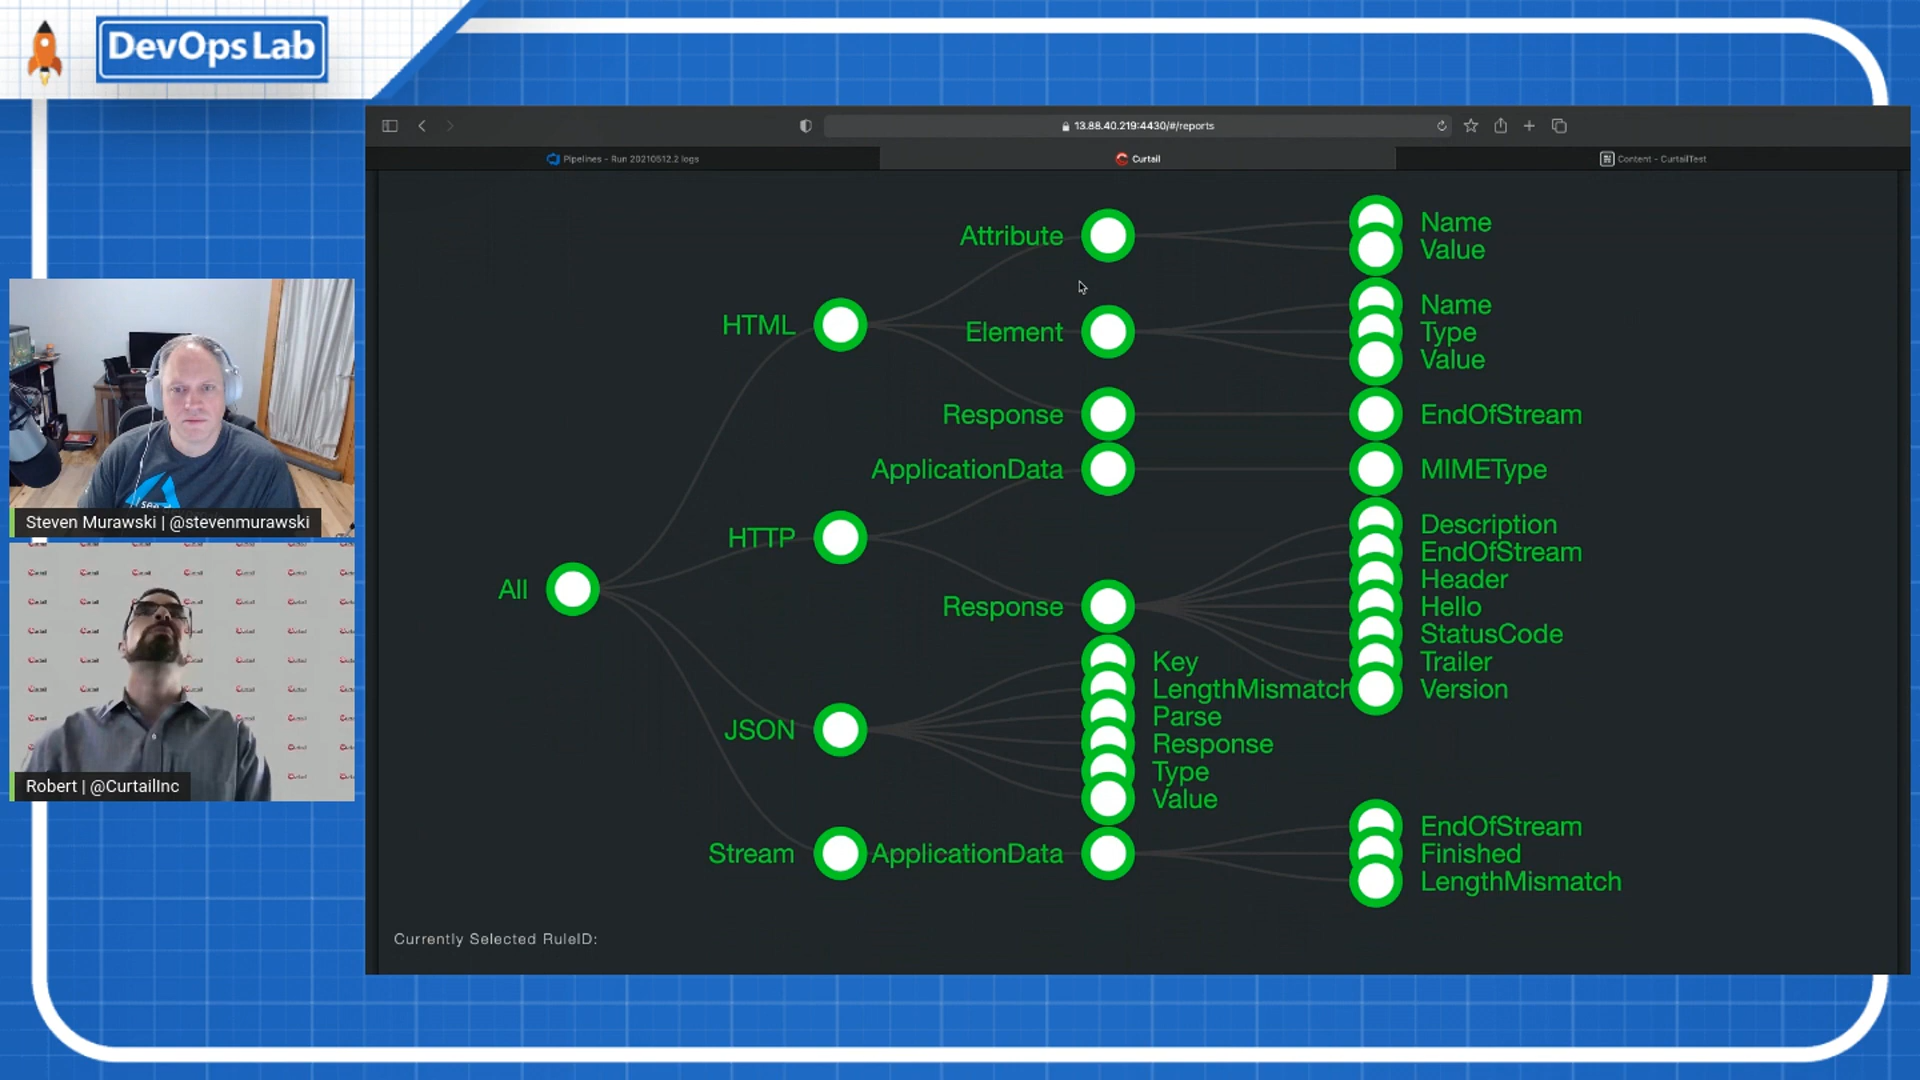 DevOps Lab
13.88.40.219:4430/#/reports
Pipelines - Run 20210512.2 logs
Curtail
Content - CurtailTest
Attribute
Name
Value
HTML
Element
Name
Type
Value
Response
EndOfStream
ApplicationData
MIMEType
HTTP
Response
Description
EndOfStream
Header
Hello
StatusCode
Trailer
Version
All
JSON
Key
LengthMismatch
Parse
Response
Type
Value
Stream
ApplicationData
EndOfStream
Finished
LengthMismatch
Currently Selected RuleID:
Steven Murawski | @stevenmurawski
Robert | @CurtailInc